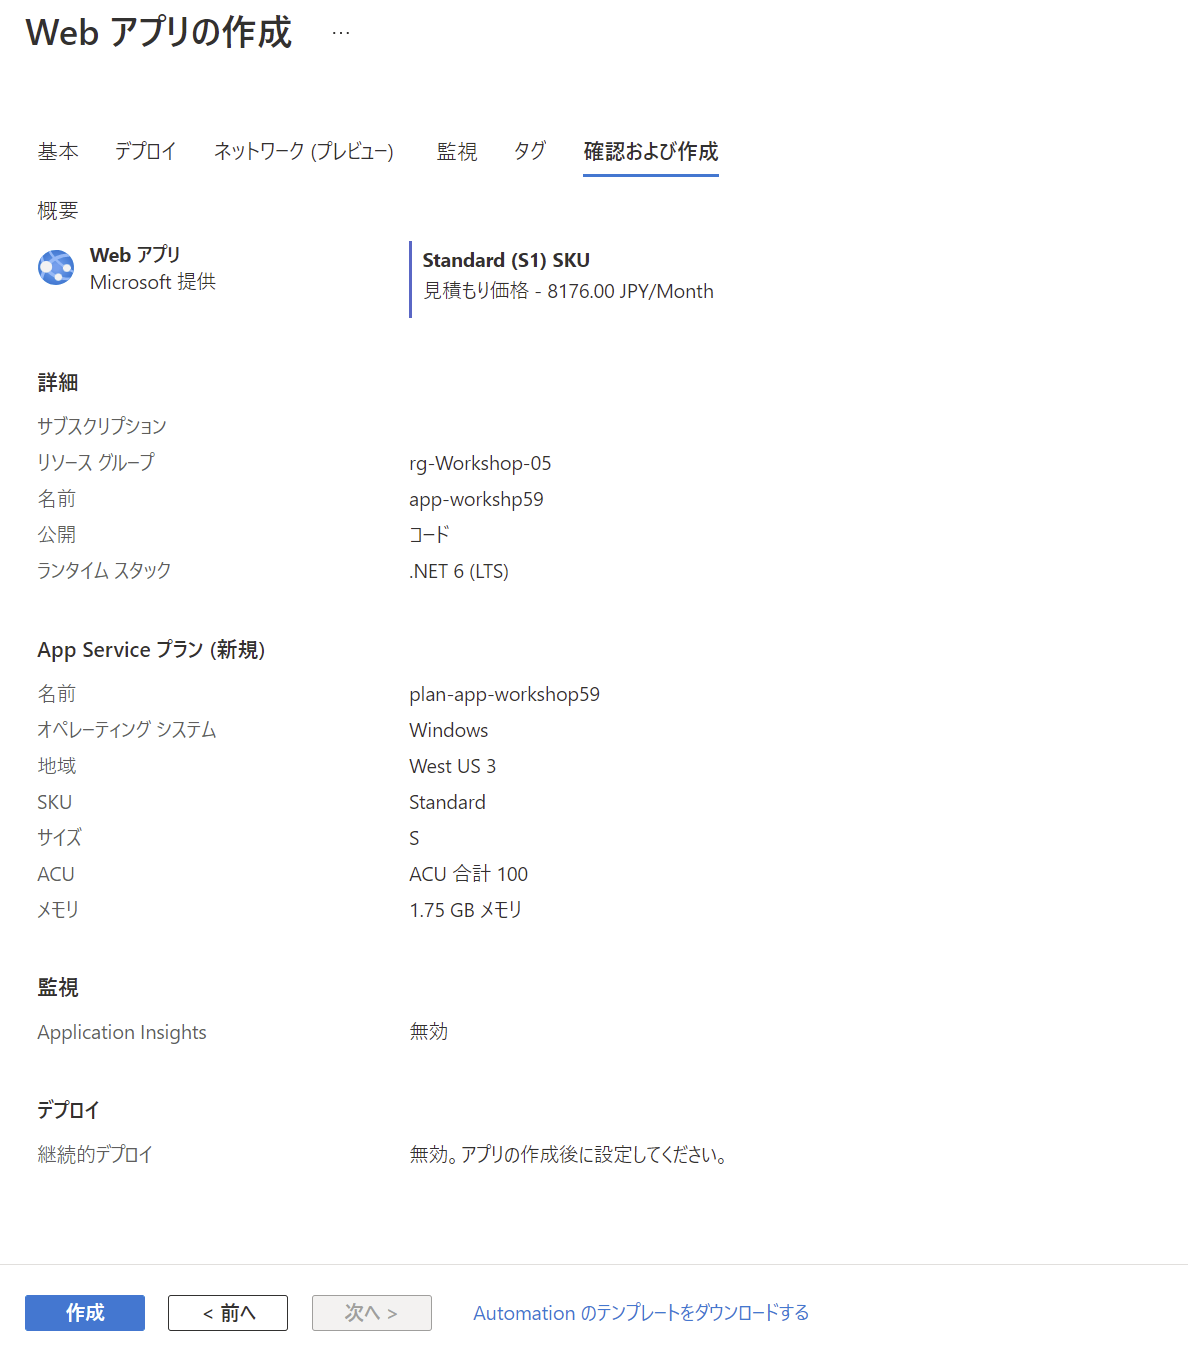 Web アプリの作成 …
基本 デプロイ ネットワーク (プレビュー) 監視 タグ 確認および作成
概要
Web アプリ
Microsoft 提供
Standard (S1) SKU
見積もり価格 - 8176.00 JPY/Month
詳細
サブスクリプション
リソース グループ rg-Workshop-05
名前 app-workshp59
公開 コード
ランタイム スタック .NET 6 (LTS)
App Service プラン (新規)
名前 plan-app-workshop59
オペレーティング システム Windows
地域 West US 3
SKU Standard
サイズ S
ACU ACU 合計 100
メモリ 1.75 GB メモリ
監視
Application Insights 無効
デプロイ
継続的デプロイ 無効。アプリの作成後に設定してください。
作成 < 前へ 次へ > Automation のテンプレートをダウンロードする